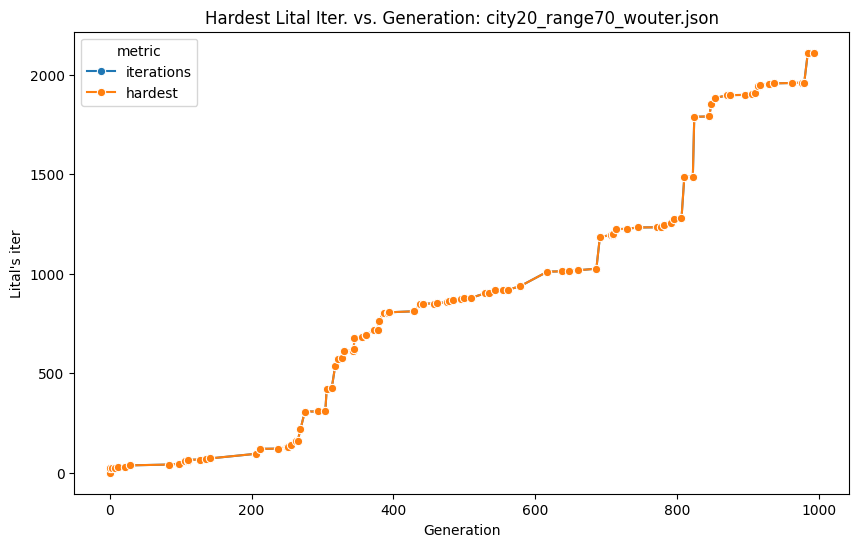 Hardest Lital Iter. vs. Generation: city20_range70_wouter.json
metric
iterations
hardest
2000
1500
1000
500
0
Lital's iter
0 200 400 600 800 1000
Generation